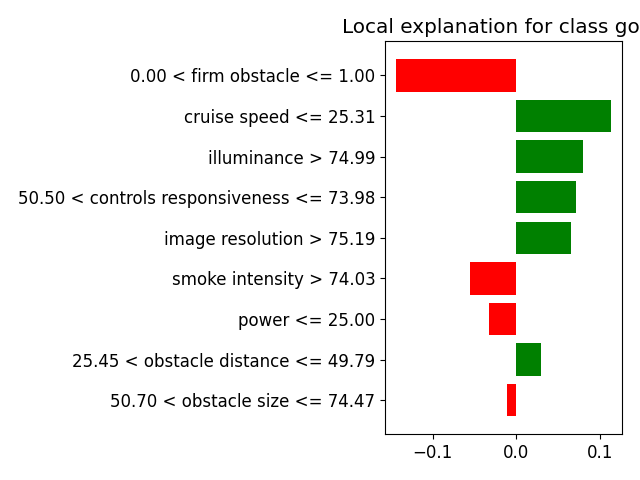 Local explanation for class go
0.00 < firm obstacle <= 1.00
cruise speed <= 25.31
illuminance > 74.99
50.50 < controls responsiveness <= 73.98
image resolution > 75.19
smoke intensity > 74.03
power <= 25.00
25.45 < obstacle distance <= 49.79
50.70 < obstacle size <= 74.47
−0.1 0.0 0.1